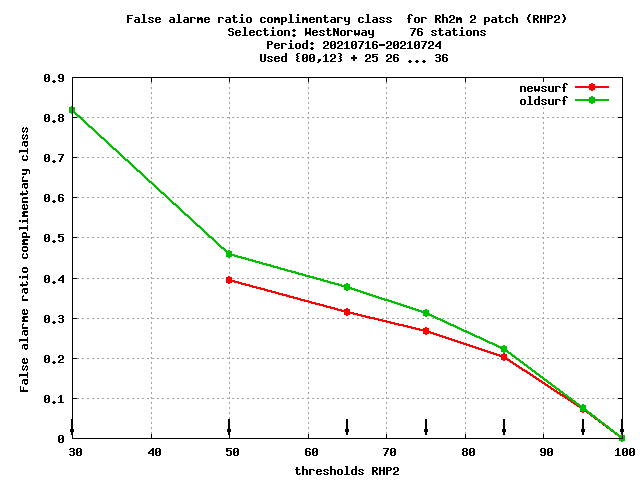 False alarme ratio complimentary class  for Rh2m 2 patch (RHP2)
Selection: WestNorway     76 stations
Period: 20210716-20210724
Used {00,12} + 25 26 ... 36
newsurf
oldsurf
False alarme ratio complimentary class
0.9
0.8
0.7
0.6
0.5
0.4
0.3
0.2
0.1
0
30 40 50 60 70 80 90 100
thresholds RHP2